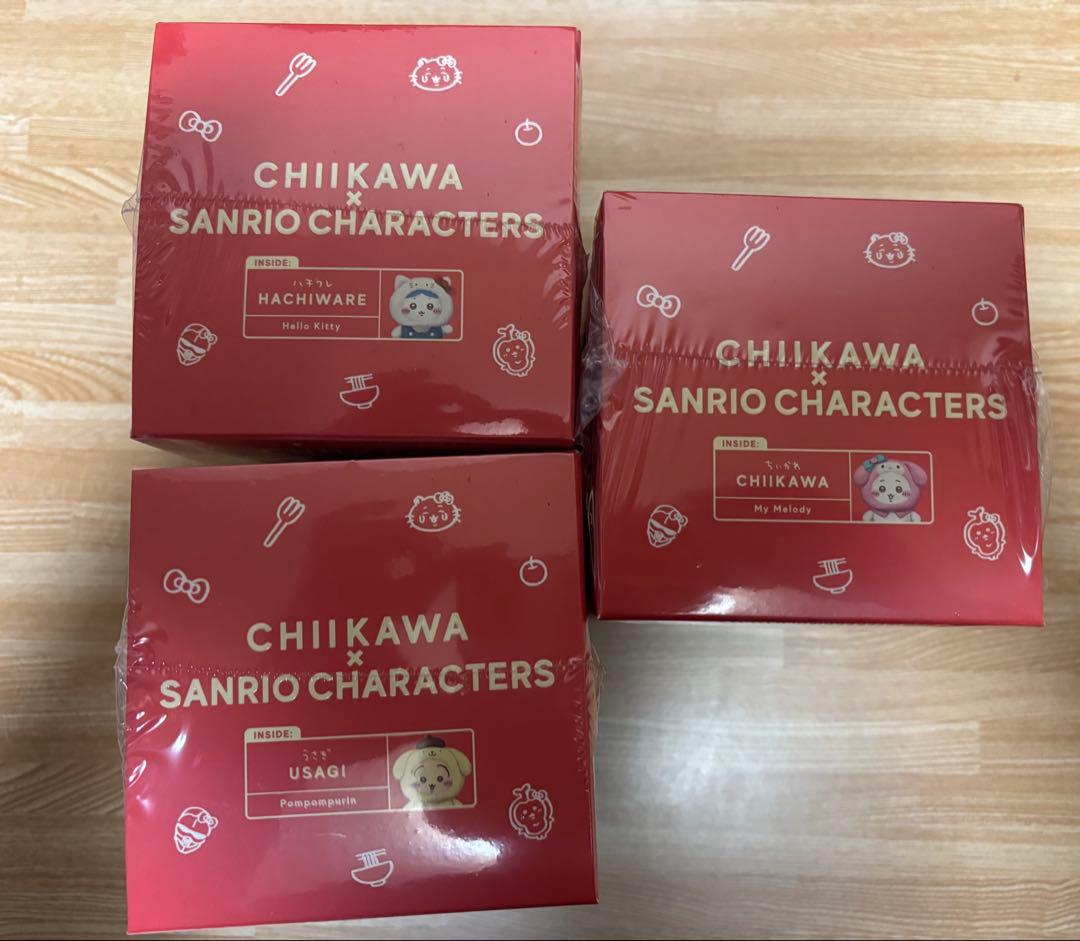 CHIIKAWA
×
SANRIO CHARACTERS
INSIDE:
ハチワレ
HACHIWARE
Hello Kitty
CHIIKAWA
×
SANRIO CHARACTERS
INSIDE:
ちいかわ
CHIIKAWA
My Melody
CHIIKAWA
×
SANRIO CHARACTERS
INSIDE:
うさぎ
USAGI
Pompompurin